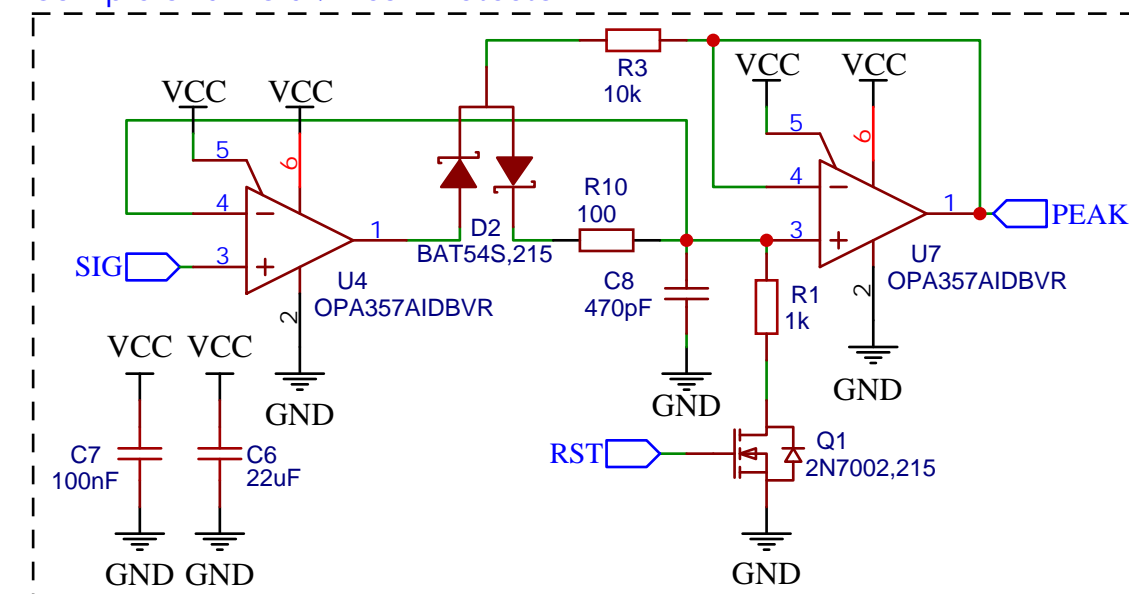 R3
10k
VCC
VCC
VCC
VCC
5
6
4
3
1
SIG
U4
OPA357AIDBVR
2
GND
D2
BAT54S,215
R10
100
C8
470pF
GND
5
6
4
3
1
PEAK
U7
OPA357AIDBVR
2
GND
R1
1k
VCC
VCC
C7
100nF
C6
22uF
GND
GND
RST
Q1
2N7002,215
GND